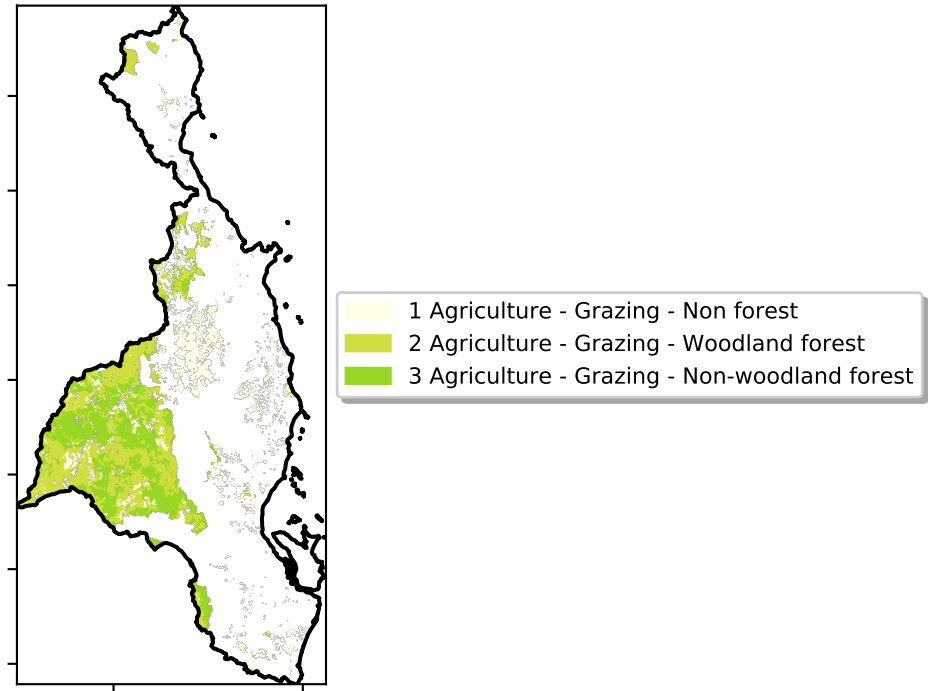 1 Agriculture - Grazing - Non forest
2 Agriculture - Grazing - Woodland forest
3 Agriculture - Grazing - Non-woodland forest